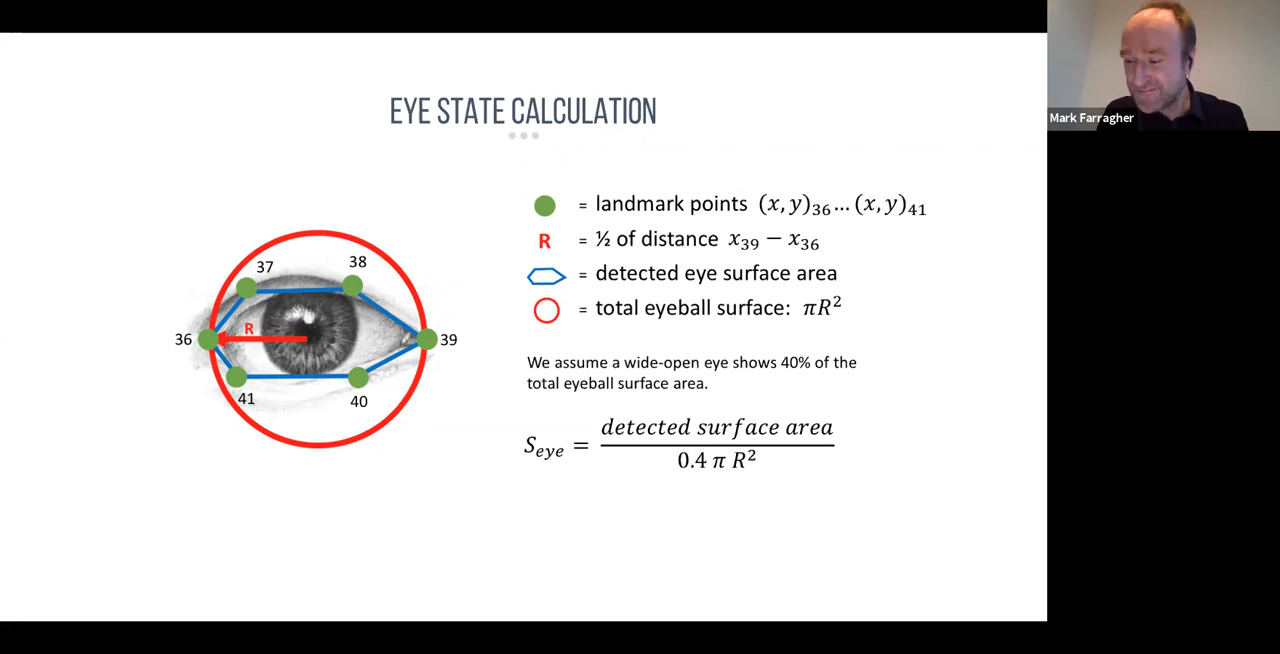 EYE STATE CALCULATION
Mark Farragher
= landmark points (x, y)₃₆ … (x, y)₄₁
R = ½ of distance x₃₉ − x₃₆
= detected eye surface area
= total eyeball surface: πR²
37
38
R
36
39
41
40
We assume a wide-open eye shows 40% of the
total eyeball surface area.
S_eye = detected surface area / 0.4 π R²